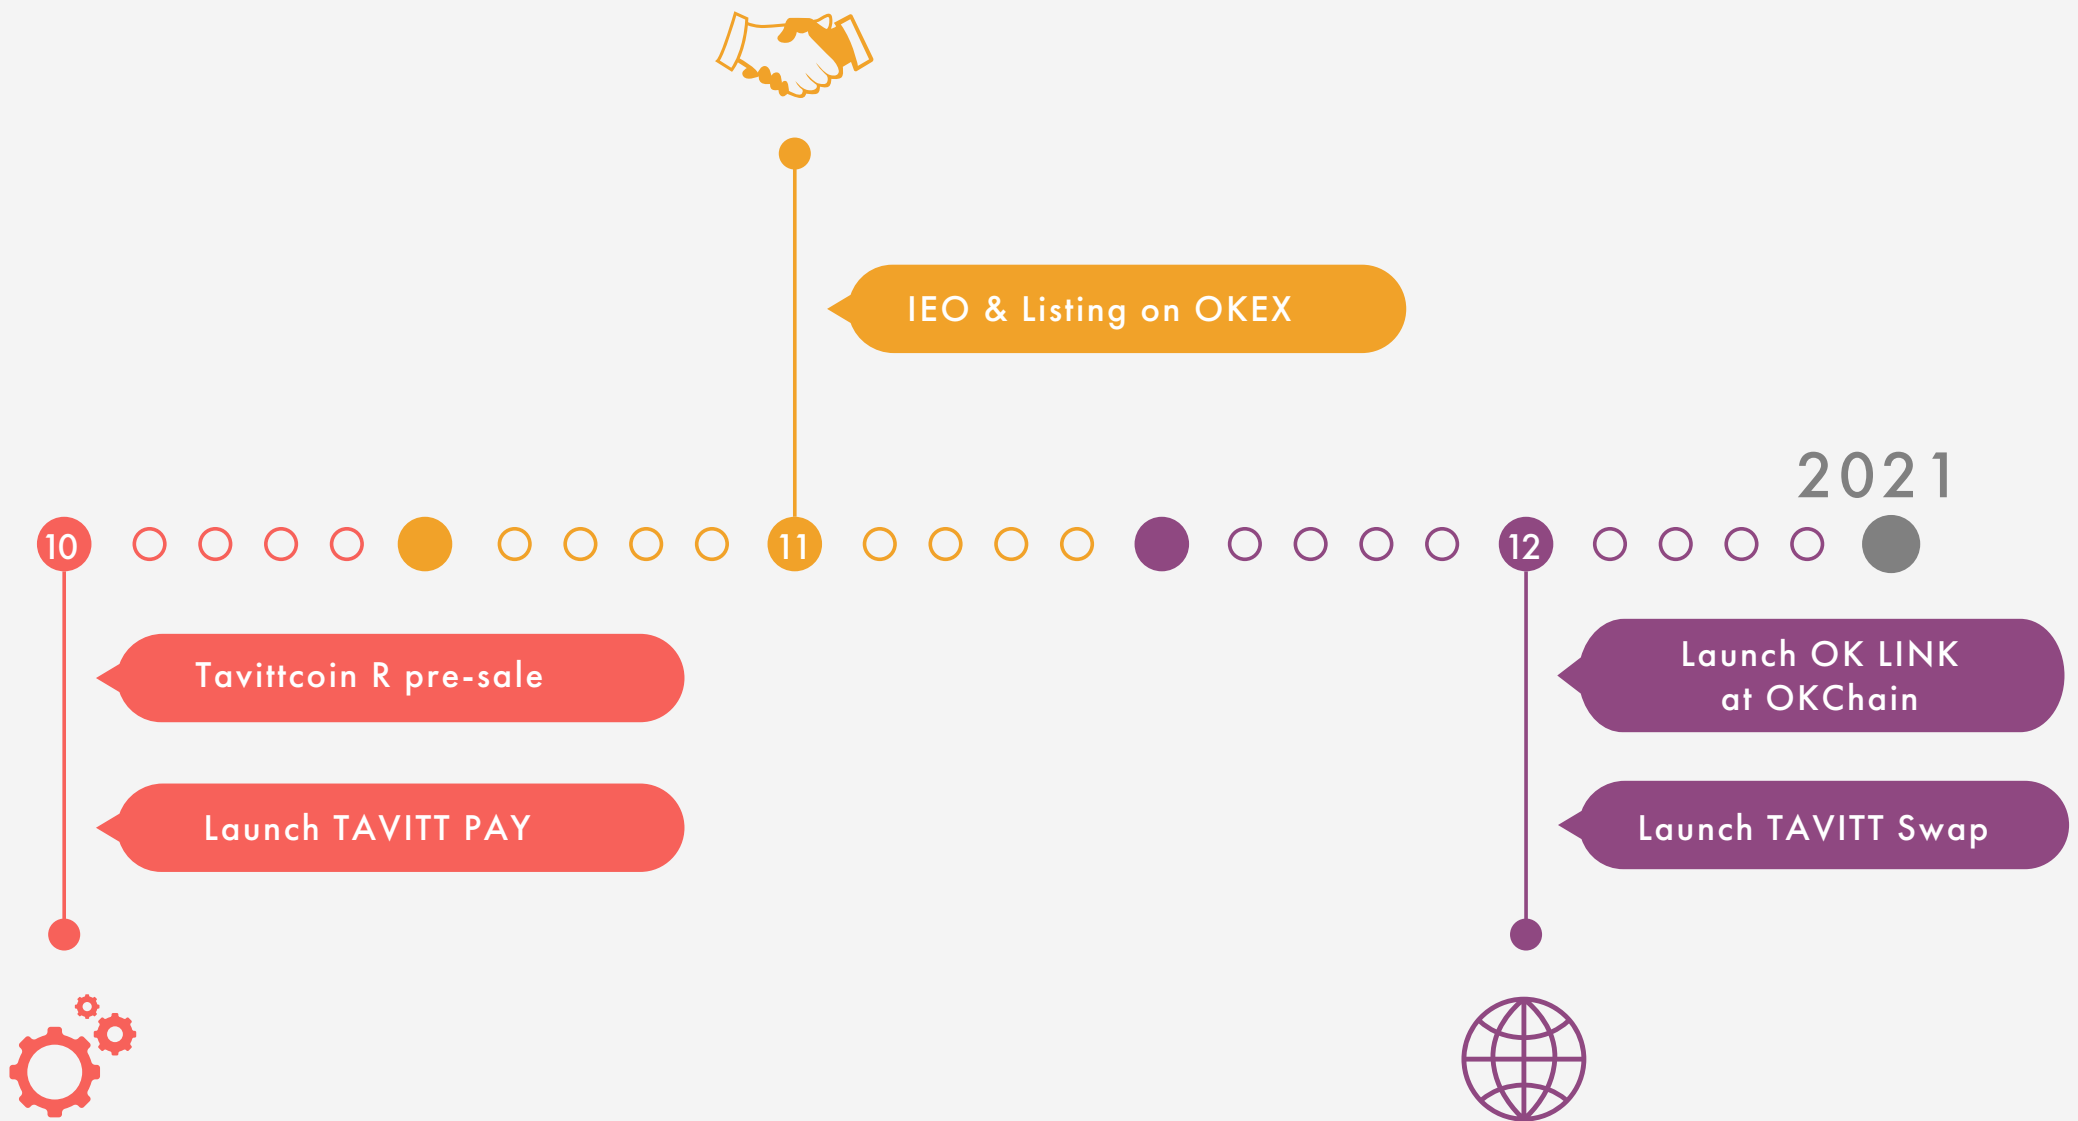 IEO & Listing on OKEX
2021
10
11
12
Tavittcoin R pre-sale
Launch TAVITT PAY
Launch OK LINK
at OKChain
Launch TAVITT Swap